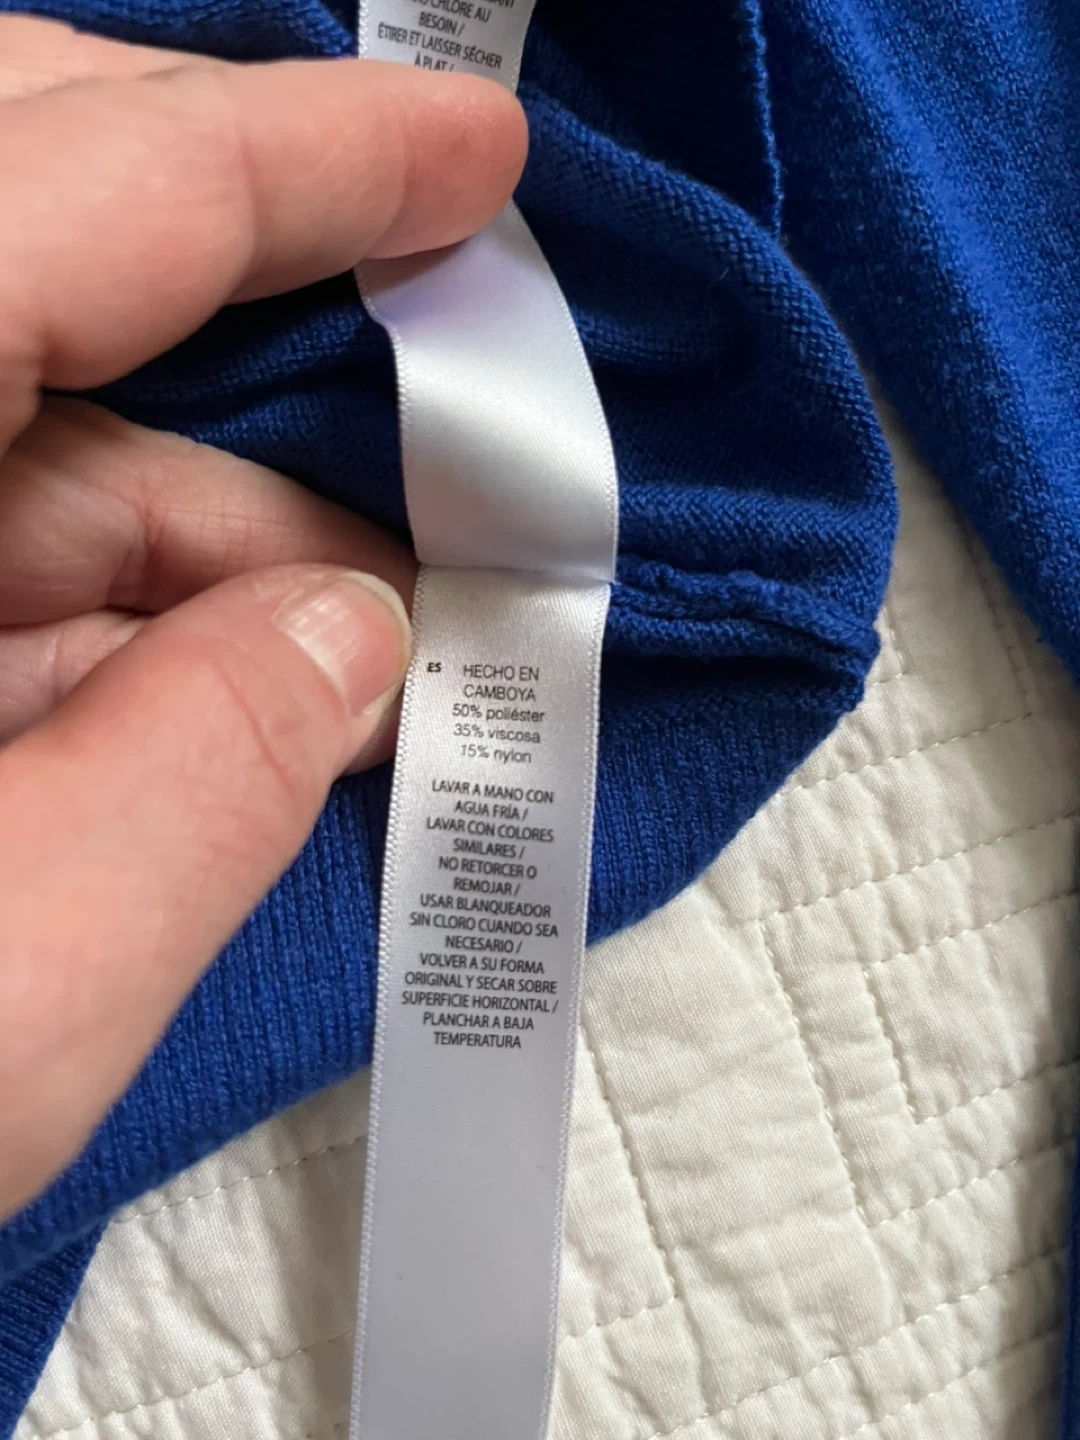 CHLORE AU
BESOIN /
ÉTIRER ET LAISSER SÉCHER
À PLAT /
ES HECHO EN
CAMBOYA
50% poliéster
35% viscosa
15% nylon
LAVAR A MANO CON
AGUA FRÍA /
LAVAR CON COLORES
SIMILARES /
NO RETORCER O
REMOJAR /
USAR BLANQUEADOR
SIN CLORO CUANDO SEA
NECESARIO /
VOLVER A SU FORMA
ORIGINAL Y SECAR SOBRE
SUPERFICIE HORIZONTAL /
PLANCHAR A BAJA
TEMPERATURA